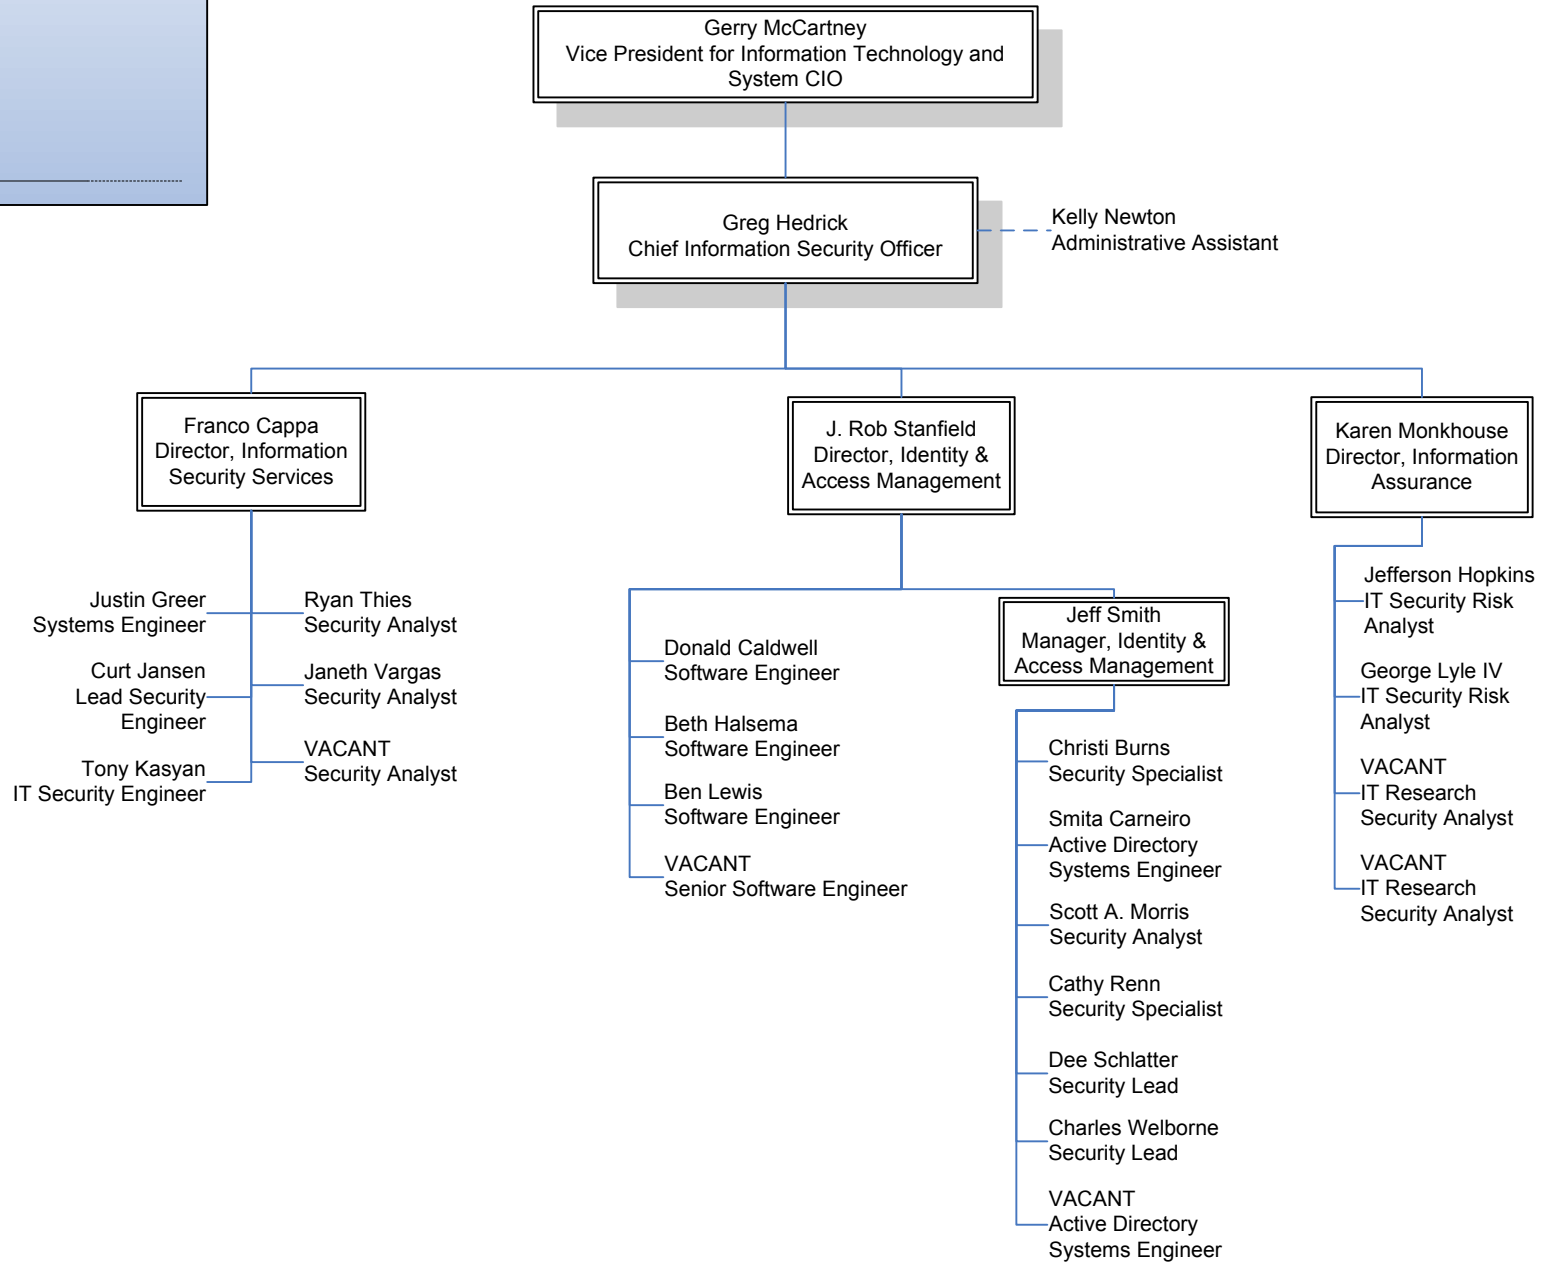 Gerry McCartney
Vice President for Information Technology and
System CIO
Greg Hedrick
Chief Information Security Officer
Kelly Newton
Administrative Assistant
Franco Cappa
Director, Information
Security Services
Justin Greer
Systems Engineer
Curt Jansen
Lead Security
Engineer
Tony Kasyan
IT Security Engineer
Ryan Thies
Security Analyst
Janeth Vargas
Security Analyst
VACANT
Security Analyst
J. Rob Stanfield
Director, Identity &
Access Management
Donald Caldwell
Software Engineer
Beth Halsema
Software Engineer
Ben Lewis
Software Engineer
VACANT
Senior Software Engineer
Jeff Smith
Manager, Identity &
Access Management
Christi Burns
Security Specialist
Smita Carneiro
Active Directory
Systems Engineer
Scott A. Morris
Security Analyst
Cathy Renn
Security Specialist
Dee Schlatter
Security Lead
Charles Welborne
Security Lead
VACANT
Active Directory
Systems Engineer
Karen Monkhouse
Director, Information
Assurance
Jefferson Hopkins
IT Security Risk
Analyst
George Lyle IV
IT Security Risk
Analyst
VACANT
IT Research
Security Analyst
VACANT
IT Research
Security Analyst